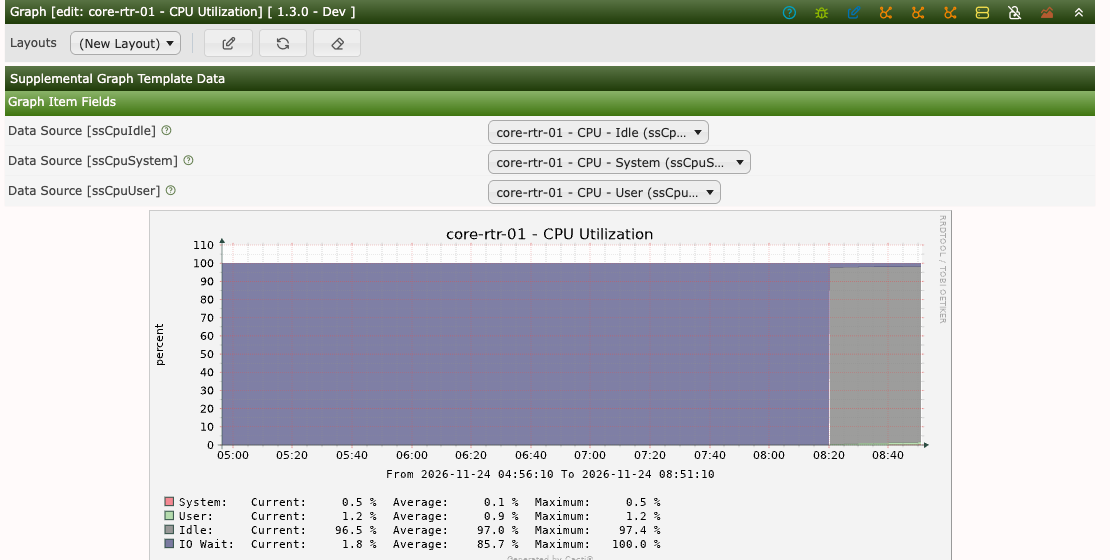 Graph [edit: core-rtr-01 - CPU Utilization] [ 1.3.0 - Dev ]
Layouts (New Layout)
Supplemental Graph Template Data
Graph Item Fields
Data Source [ssCpuIdle] core-rtr-01 - CPU - Idle (ssCp...
Data Source [ssCpuSystem] core-rtr-01 - CPU - System (ssCpuS...
Data Source [ssCpuUser] core-rtr-01 - CPU - User (ssCpu...
core-rtr-01 - CPU Utilization
RRDTOOL / TOBI OETIKER
percent
110
100
90
80
70
60
50
40
30
20
10
0
05:00 05:20 05:40 06:00 06:20 06:40 07:00 07:20 07:40 08:00 08:20 08:40
From 2026-11-24 04:56:10 To 2026-11-24 08:51:10
System: Current: 0.5 % Average: 0.1 % Maximum: 0.5 %
User: Current: 1.2 % Average: 0.9 % Maximum: 1.2 %
Idle: Current: 96.5 % Average: 97.0 % Maximum: 97.4 %
IO Wait: Current: 1.8 % Average: 85.7 % Maximum: 100.0 %
Generated by Cacti®